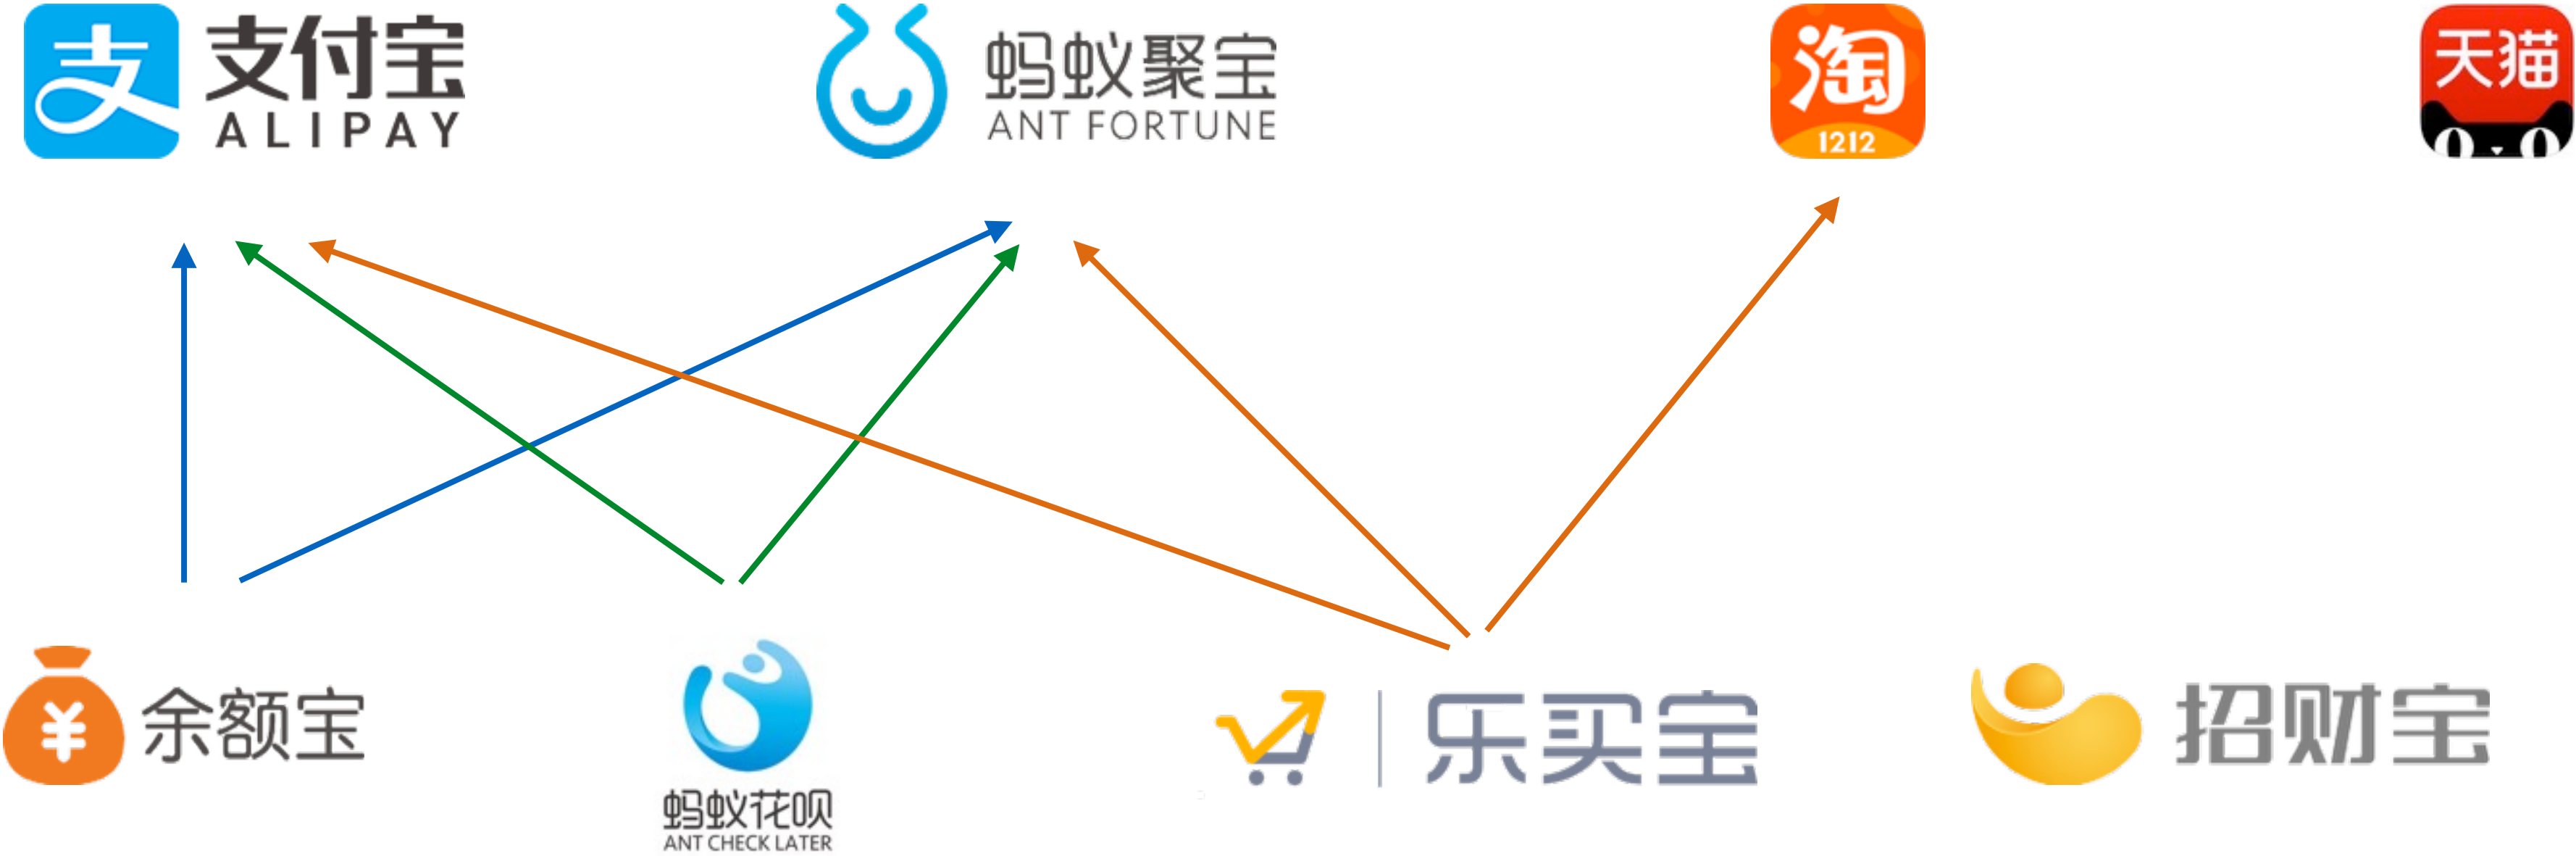 支 支付宝
ALIPAY
蚂蚁聚宝
ANT FORTUNE
淘
1212
天猫
¥ 余额宝
蚂蚁花呗
ANT CHECK LATER
乐买宝
招财宝